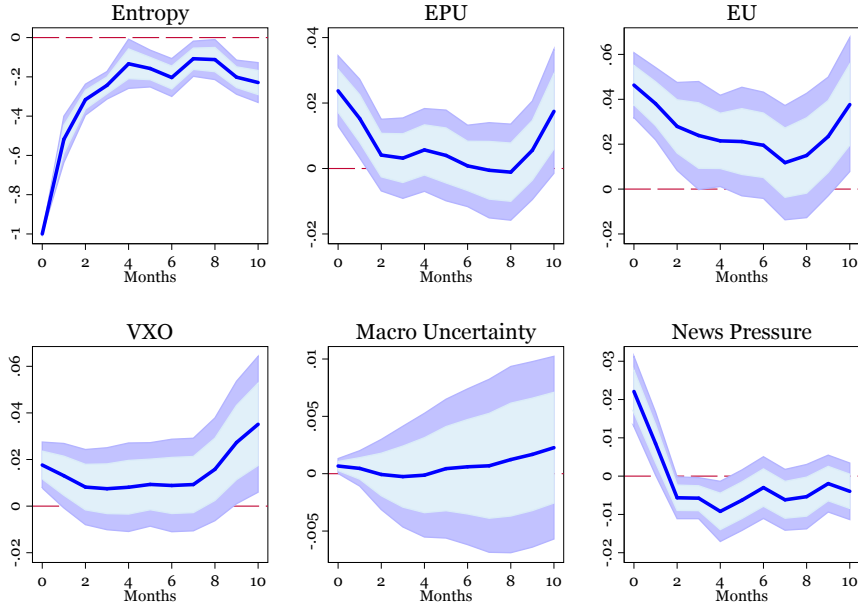 Entropy EPU EU
0 .04 .06
-.2 .02 .04
-.4 0 .02
-.6 -.02 0
-.8 -.02
-1
0 2 4 6 8 10 0 2 4 6 8 10 0 2 4 6 8 10
Months Months Months
VXO Macro Uncertainty News Pressure
.06 .01 .03
.04 .005 .02
.02 0 .01
0 -.005 0
-.02 -.01
-.02
0 2 4 6 8 10 0 2 4 6 8 10 0 2 4 6 8 10
Months Months Months